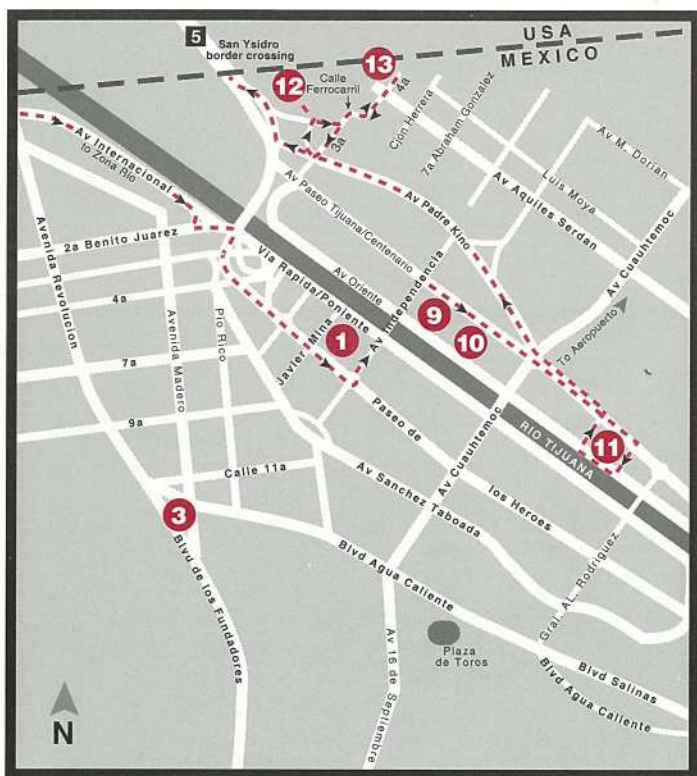 USA
MEXICO
5
San Ysidro
border crossing
12
13
Calle
Ferrocarril
4a
3a
Cjon Herrera
7a Abraham Gonzalez
Av M. Dorian
Luis Moya
Av Aquiles Serdan
Av Internacional
to Zona Rio
Av Paseo Tijuana/Centenario
Av Padre Kino
Av Cuauhtemoc
Avenida Revolucion
2a Benito Juarez
Via Rapida/Poniente
Av Oriente
Av Independencia
9
10
To Aeropuerto
4a
Avenida Madero
Pio Rico
Javier Mina
1
7a
9a
Paseo de
los Heroes
Av Cuauhtemoc
RIO TIJUANA
11
Calle 11a
Av Sanchez Taboada
3
Blvd de los Fundadores
Blvd Agua Caliente
Gral. AL. Rodriguez
Plaza
de Toros
Av 16 de Septiembre
Blvd Salinas
Blvd Agua Caliente
N